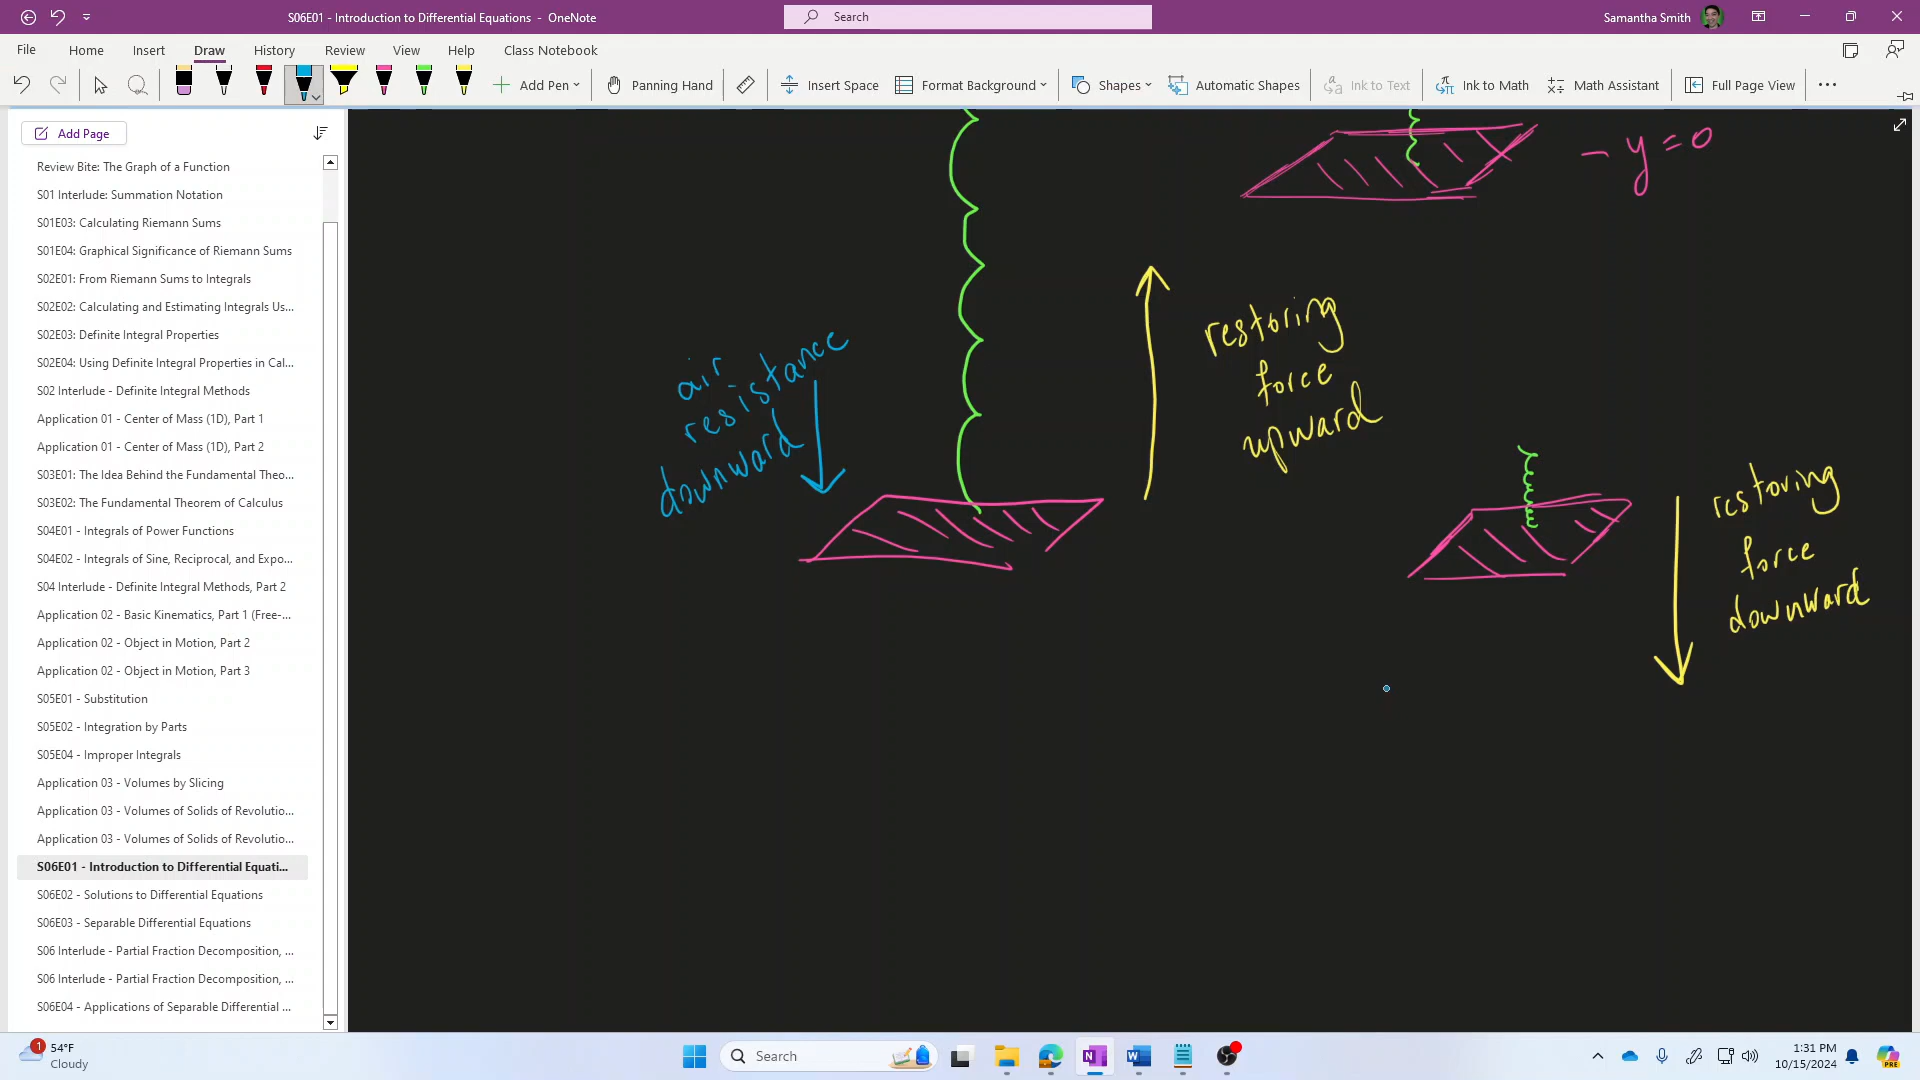 S06E01 - Introduction to Differential Equations - OneNote
Search
Samantha Smith
File Home Insert Draw History Review View Help Class Notebook
Add Pen
Panning Hand
Insert Space
Format Background
Shapes
Automatic Shapes
Ink to Text
Ink to Math
Math Assistant
Full Page View
Add Page
Review Bite: The Graph of a Function
S01 Interlude: Summation Notation
S01E03: Calculating Riemann Sums
S01E04: Graphical Significance of Riemann Sums
S02E01: From Riemann Sums to Integrals
S02E02: Calculating and Estimating Integrals Us...
S02E03: Definite Integral Properties
S02E04: Using Definite Integral Properties in Cal...
S02 Interlude - Definite Integral Methods
Application 01 - Center of Mass (1D), Part 1
Application 01 - Center of Mass (1D), Part 2
S03E01: The Idea Behind the Fundamental Theo...
S03E02: The Fundamental Theorem of Calculus
S04E01 - Integrals of Power Functions
S04E02 - Integrals of Sine, Reciprocal, and Expo...
S04 Interlude - Definite Integral Methods, Part 2
Application 02 - Basic Kinematics, Part 1 (Free-...
Application 02 - Object in Motion, Part 2
Application 02 - Object in Motion, Part 3
S05E01 - Substitution
S05E02 - Integration by Parts
S05E04 - Improper Integrals
Application 03 - Volumes by Slicing
Application 03 - Volumes of Solids of Revolutio...
Application 03 - Volumes of Solids of Revolutio...
S06E01 - Introduction to Differential Equati...
S06E02 - Solutions to Differential Equations
S06E03 - Separable Differential Equations
S06 Interlude - Partial Fraction Decomposition, ...
S06 Interlude - Partial Fraction Decomposition, ...
S06E04 - Applications of Separable Differential ...
- y = 0
air
resistance
downward
restoring
force
upward
restoring
force
downward
1
54°F
Cloudy
Search
1:31 PM
10/15/2024
PRE